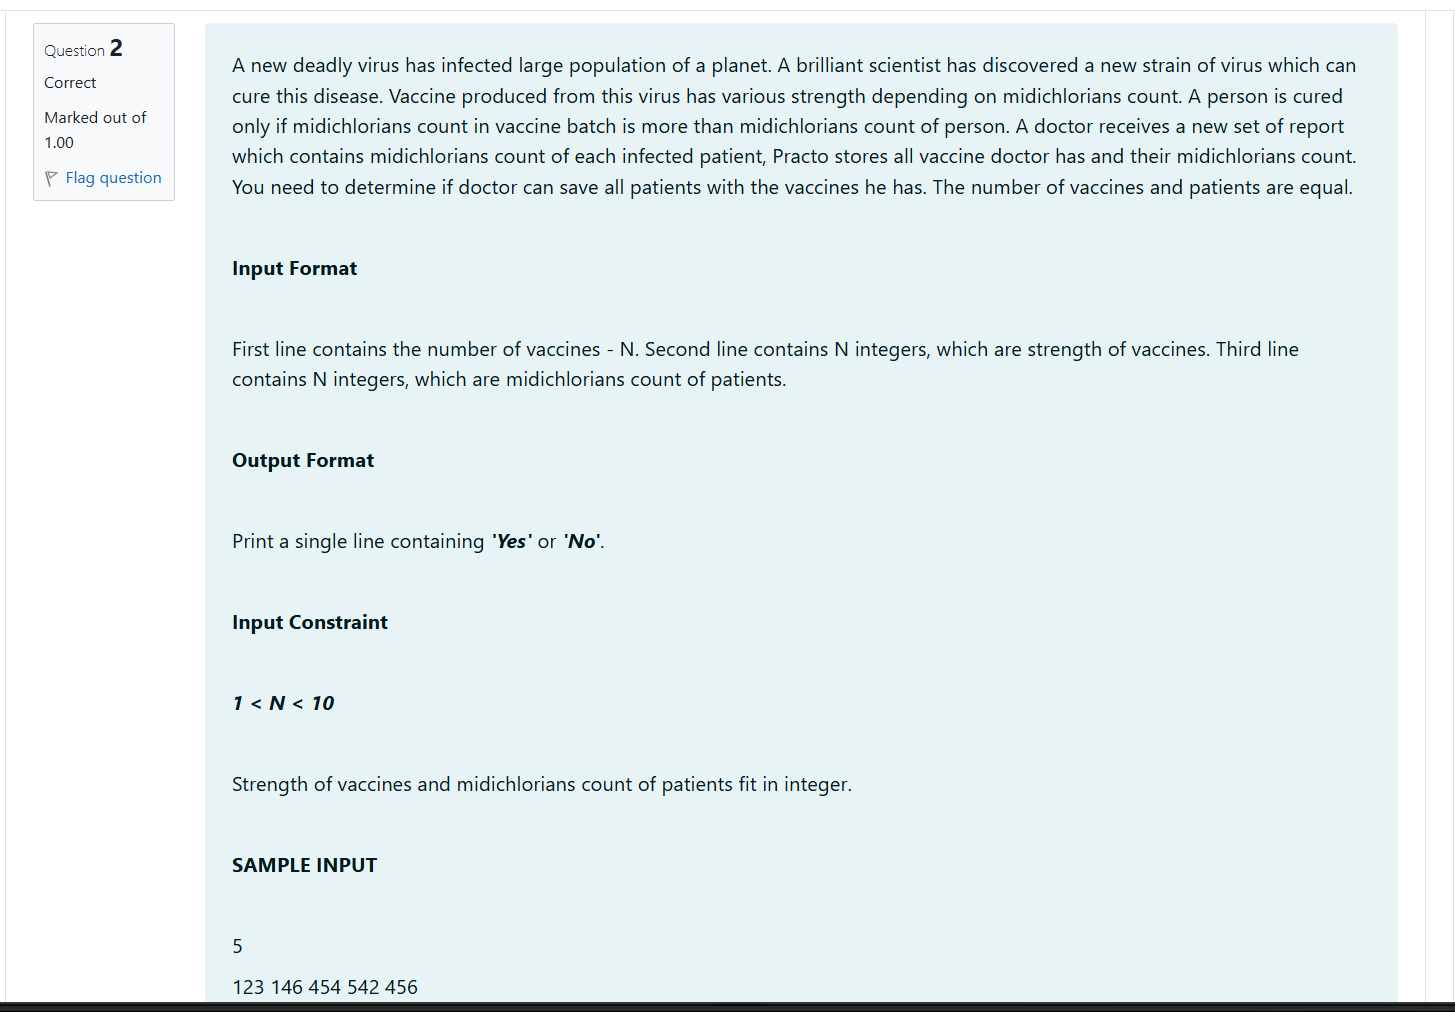 Question 2
Correct
Marked out of
1.00
Flag question
A new deadly virus has infected large population of a planet. A brilliant scientist has discovered a new strain of virus which can
cure this disease. Vaccine produced from this virus has various strength depending on midichlorians count. A person is cured
only if midichlorians count in vaccine batch is more than midichlorians count of person. A doctor receives a new set of report
which contains midichlorians count of each infected patient, Practo stores all vaccine doctor has and their midichlorians count.
You need to determine if doctor can save all patients with the vaccines he has. The number of vaccines and patients are equal.
Input Format
First line contains the number of vaccines - N. Second line contains N integers, which are strength of vaccines. Third line
contains N integers, which are midichlorians count of patients.
Output Format
Print a single line containing 'Yes' or 'No'.
Input Constraint
1 < N < 10
Strength of vaccines and midichlorians count of patients fit in integer.
SAMPLE INPUT
5
123 146 454 542 456